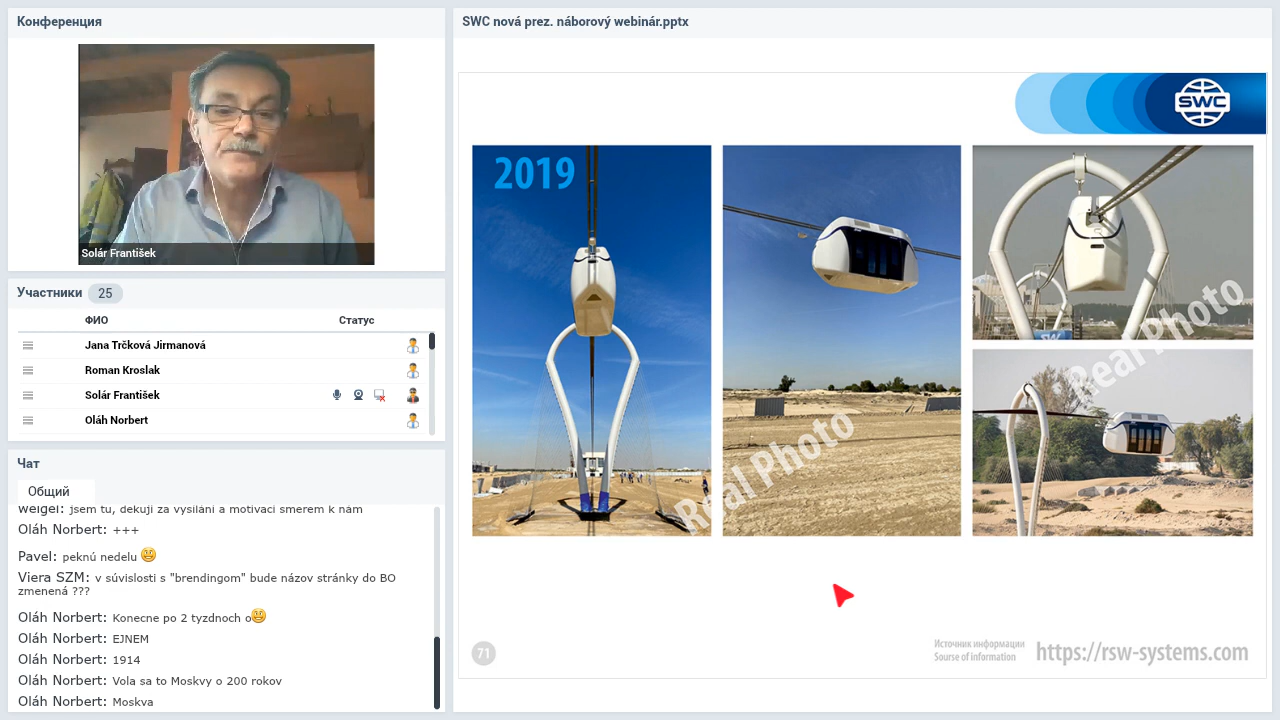 Конференция
Solár František
Участники 25
ФИО Статус
Jana Trčková Jirmanová
Roman Kroslak
Solár František
Oláh Norbert
Чат
Общий
weigel: jsem tu, dekuji za vysílání a motivaci smerem k nám
Oláh Norbert: +++
Pavel: peknú nedelu
Viera SZM: v súvislosti s "brendingom" bude názov stránky do BO
zmenená ???
Oláh Norbert: Konecne po 2 tyzdnoch o
Oláh Norbert: EJNEM
Oláh Norbert: 1914
Oláh Norbert: Vola sa to Moskvy o 200 rokov
Oláh Norbert: Moskva
SWC nová prez. náborový webinár.pptx
SWC
2019
Real Photo
Real Photo
71
Источник информации
Sourse of information
https://rsw-systems.com